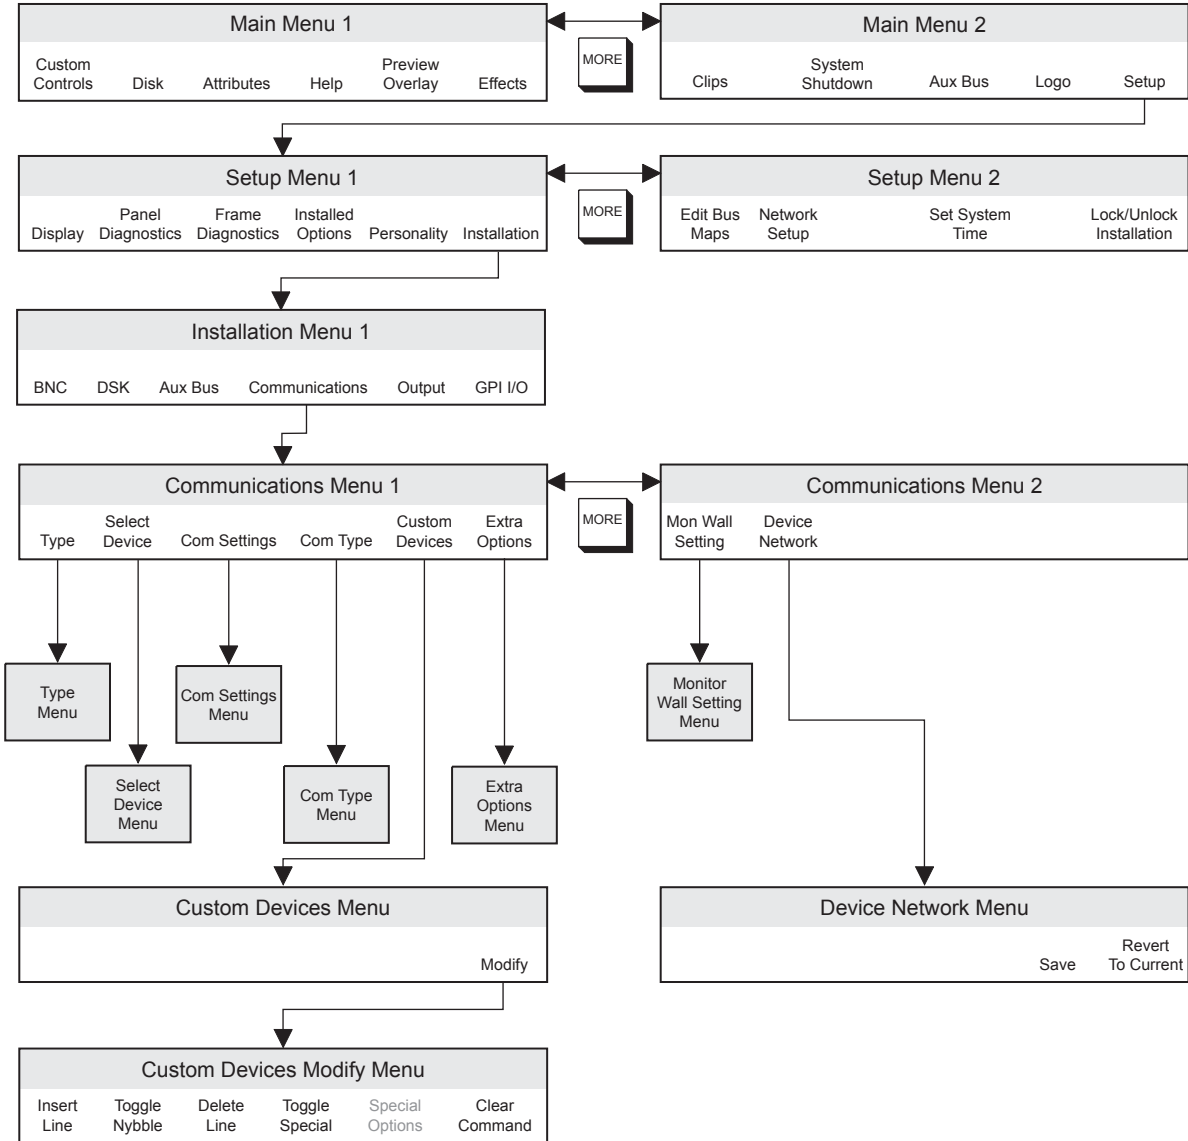 Main Menu 1
Custom
Controls
Disk
Attributes
Help
Preview
Overlay
Effects
MORE
Main Menu 2
Clips
System
Shutdown
Aux Bus
Logo
Setup
Setup Menu 1
Display
Panel
Diagnostics
Frame
Diagnostics
Installed
Options
Personality
Installation
MORE
Setup Menu 2
Edit Bus
Maps
Network
Setup
Set System
Time
Lock/Unlock
Installation
Installation Menu 1
BNC
DSK
Aux Bus
Communications
Output
GPI I/O
Communications Menu 1
Type
Select
Device
Com Settings
Com Type
Custom
Devices
Extra
Options
MORE
Communications Menu 2
Mon Wall
Setting
Device
Network
Type
Menu
Com Settings
Menu
Monitor
Wall Setting
Menu
Select
Device
Menu
Com Type
Menu
Extra
Options
Menu
Custom Devices Menu
Modify
Device Network Menu
Save
Revert
To Current
Custom Devices Modify Menu
Insert
Line
Toggle
Nybble
Delete
Line
Toggle
Special
Special
Options
Clear
Command